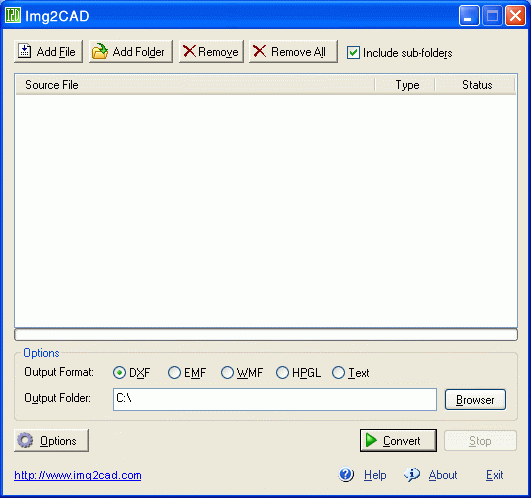 Img2CAD
Add File Add Folder Remove Remove All Include sub-folders
Source File Type Status
Options
Output Format: DXF EMF WMF HPGL Text
Output Folder: C:\ Browser
Options Convert Stop
http://www.img2cad.com Help About Exit